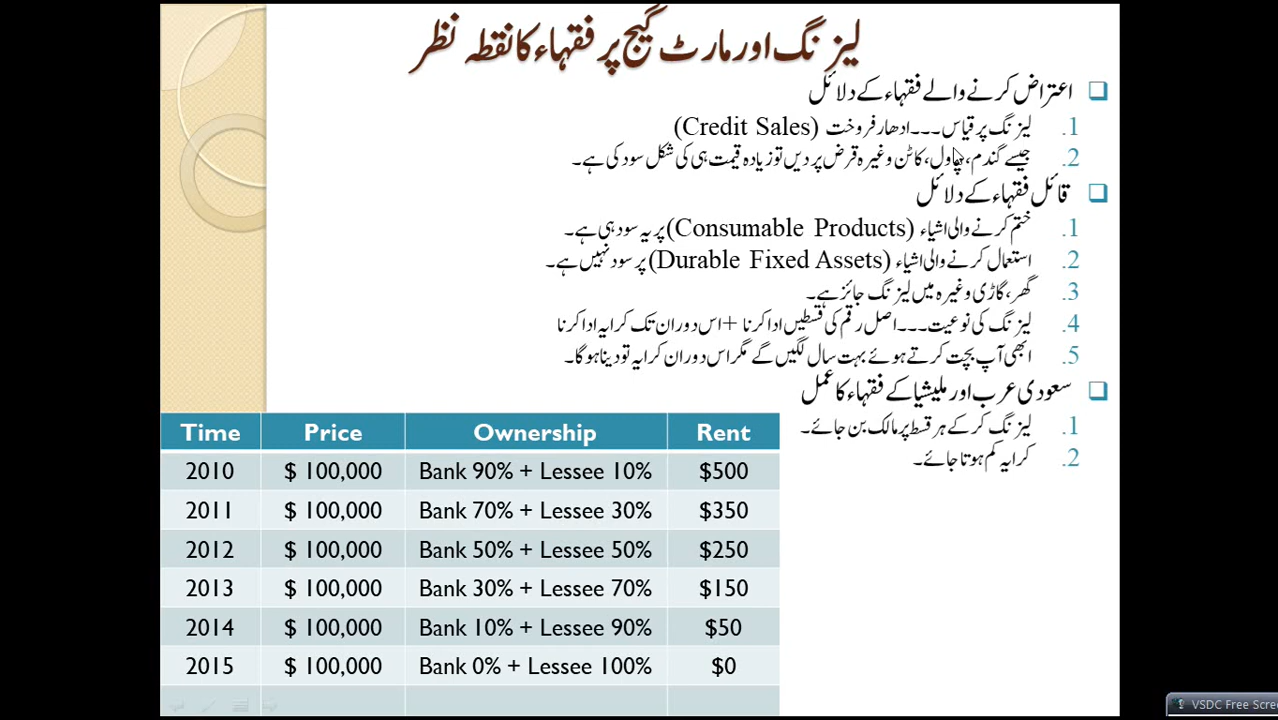 لیزنگ اور مارٹ گیج پر فقہاء کا نقطہ نظر
اعتراض کرنے والے فقہاء کے دلائل
1. لیزنگ پر قیاس۔۔۔ادھار فروخت (Credit Sales)
2. جیسے گندم، چاول، کاٹن وغیرہ قرض پر دیں تو زیادہ قیمت ہی کی شکل سود کی ہے۔
قائل فقہاء کے دلائل
1. ختم کرنے والی اشیاء (Consumable Products) پر یہ سود ہی ہے۔
2. استعمال کرنے والی اشیاء (Durable Fixed Assets) پر سود نہیں ہے۔
3. گھر، گاڑی وغیرہ میں لیزنگ جائز ہے۔
4. لیزنگ کی نوعیت۔۔۔اصل رقم کی قسطیں ادا کرنا + اس دوران تک کرایہ ادا کرنا
5. ابھی آپ بچت کرتے ہوئے بہت سال لگیں گے مگر اس دوران کرایہ تو دینا ہو گا۔
سعودی عرب اور ملیشیا کے فقہاء کا عمل
1. لیزنگ کر کے ہر قسط پر مالک بن جائے۔
2. کرایہ کم ہوتا جائے۔
Time Price Ownership Rent
2010 $ 100,000 Bank 90% + Lessee 10% $500
2011 $ 100,000 Bank 70% + Lessee 30% $350
2012 $ 100,000 Bank 50% + Lessee 50% $250
2013 $ 100,000 Bank 30% + Lessee 70% $150
2014 $ 100,000 Bank 10% + Lessee 90% $50
2015 $ 100,000 Bank 0% + Lessee 100% $0
VSDC Free Scre